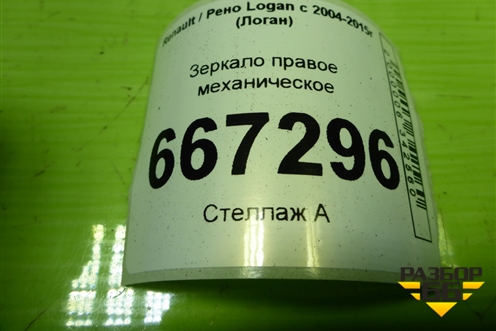 Renault / Рено Logan с 2004-2015г
(Логан)
Зеркало правое
механическое
667296
Стеллаж А
РАЗБОР